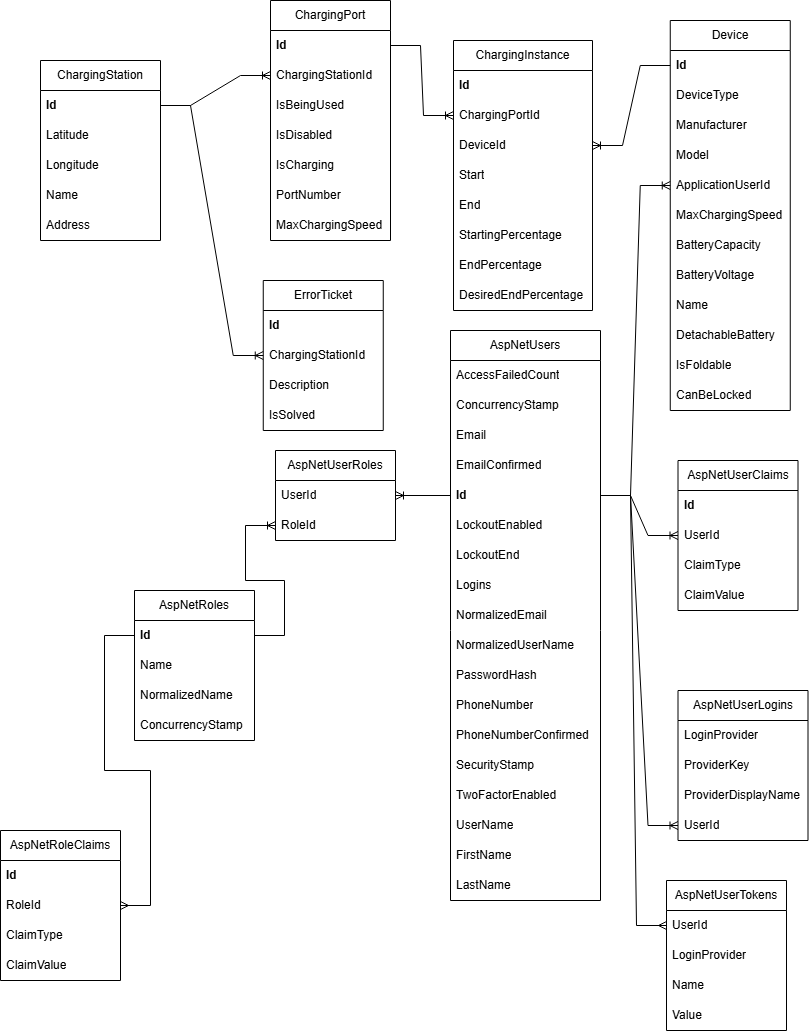 ChargingStation
Id
Latitude
Longitude
Name
Address
ChargingPort
Id
ChargingStationId
IsBeingUsed
IsDisabled
IsCharging
PortNumber
MaxChargingSpeed
ChargingInstance
Id
ChargingPortId
DeviceId
Start
End
StartingPercentage
EndPercentage
DesiredEndPercentage
Device
Id
DeviceType
Manufacturer
Model
ApplicationUserId
MaxChargingSpeed
BatteryCapacity
BatteryVoltage
Name
DetachableBattery
IsFoldable
CanBeLocked
ErrorTicket
Id
ChargingStationId
Description
IsSolved
AspNetUsers
AccessFailedCount
ConcurrencyStamp
Email
EmailConfirmed
Id
LockoutEnabled
LockoutEnd
Logins
NormalizedEmail
NormalizedUserName
PasswordHash
PhoneNumber
PhoneNumberConfirmed
SecurityStamp
TwoFactorEnabled
UserName
FirstName
LastName
AspNetUserRoles
UserId
RoleId
AspNetRoles
Id
Name
NormalizedName
ConcurrencyStamp
AspNetRoleClaims
Id
RoleId
ClaimType
ClaimValue
AspNetUserClaims
Id
UserId
ClaimType
ClaimValue
AspNetUserLogins
LoginProvider
ProviderKey
ProviderDisplayName
UserId
AspNetUserTokens
UserId
LoginProvider
Name
Value